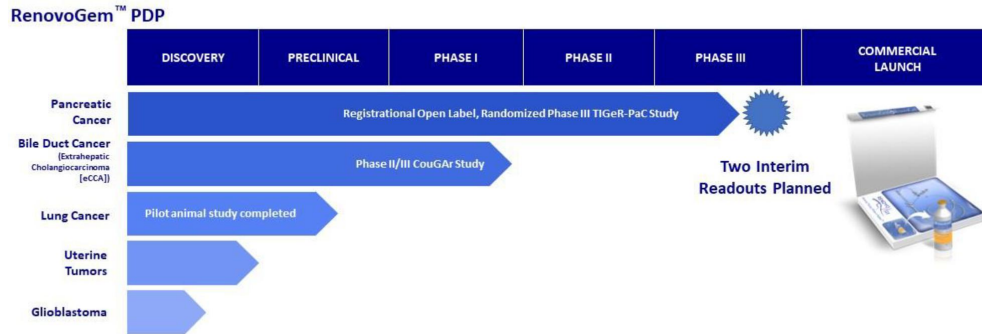 RenovoGem™ PDP
DISCOVERY
PRECLINICAL
PHASE I
PHASE II
PHASE III
COMMERCIAL
LAUNCH
Pancreatic
Cancer
Registrational Open Label, Randomized Phase III TIGeR-PaC Study
Bile Duct Cancer
(Extrahepatic
Cholangiocarcinoma
[eCCA])
Phase II/III CouGAr Study
Two Interim
Readouts Planned
Lung Cancer
Pilot animal study completed
Uterine
Tumors
Glioblastoma